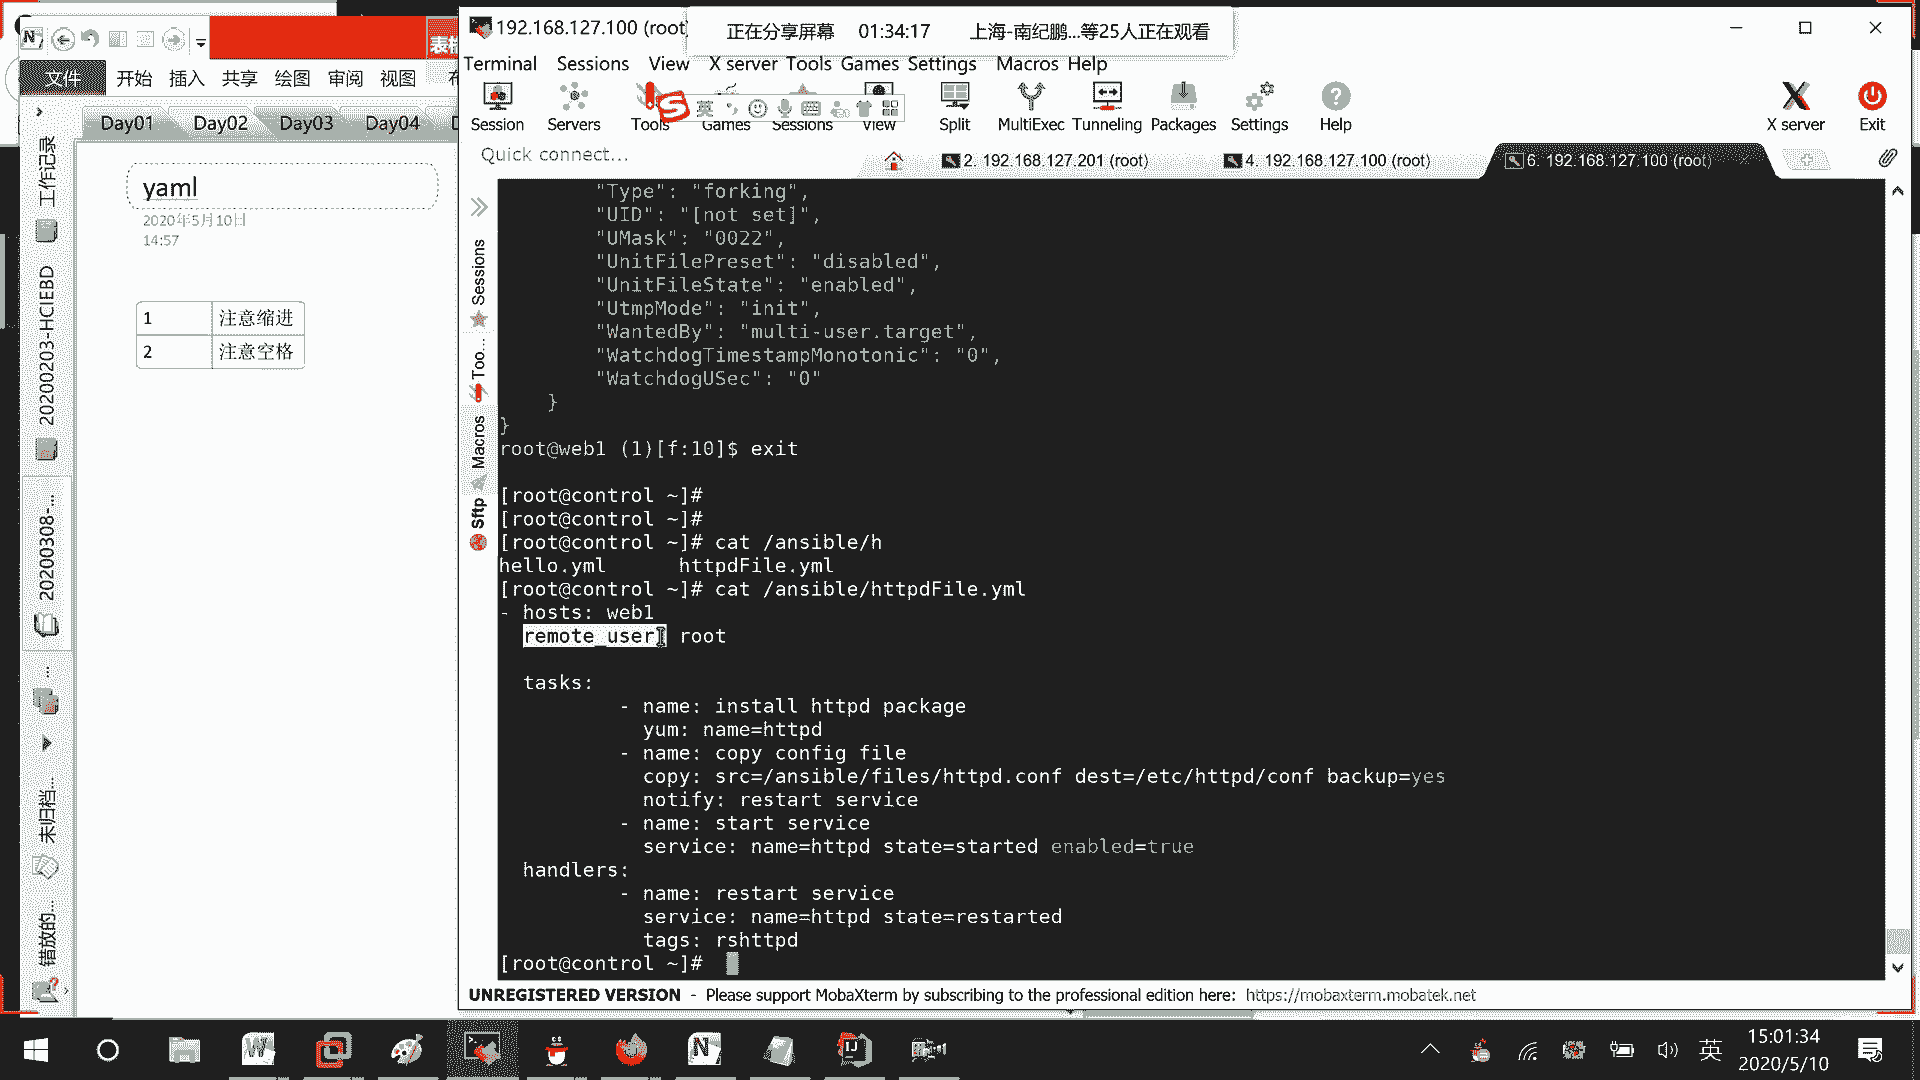 192.168.127.100 (root)
正在分享屏幕 01:34:17 上海-南纪鹏...等25人正在观看
文件 开始 插入 共享 绘图 审阅 视图
Day01 Day02 Day03 Day04
工作记录
20200203-HCIEBD
20200308-...
未归档...
错放的...
yaml
2020年5月10日
14:57
1 注意缩进
2 注意空格
Terminal Sessions View X server Tools Games Settings Macros Help
英
Session Servers Tools Games Sessions View Split MultiExec Tunneling Packages Settings Help X server Exit
Quick connect...
2. 192.168.127.201 (root) 4. 192.168.127.100 (root) 6. 192.168.127.100 (root)
Sessions
Too...
Macros
Sftp
"Type": "forking",
"UID": "[not set]",
"UMask": "0022",
"UnitFilePreset": "disabled",
"UnitFileState": "enabled",
"UtmpMode": "init",
"WantedBy": "multi-user.target",
"WatchdogTimestampMonotonic": "0",
"WatchdogUSec": "0"
}
}
root@web1 (1)[f:10]$ exit
[root@control ~]#
[root@control ~]#
[root@control ~]# cat /ansible/h
hello.yml httpdFile.yml
[root@control ~]# cat /ansible/httpdFile.yml
- hosts: web1
remote_user: root
tasks:
- name: install httpd package
yum: name=httpd
- name: copy config file
copy: src=/ansible/files/httpd.conf dest=/etc/httpd/conf backup=yes
notify: restart service
- name: start service
service: name=httpd state=started enabled=true
handlers:
- name: restart service
service: name=httpd state=restarted
tags: rshttpd
[root@control ~]#
UNREGISTERED VERSION - Please support MobaXterm by subscribing to the professional edition here: https://mobaxterm.mobatek.net
英
15:01:34
2020/5/10